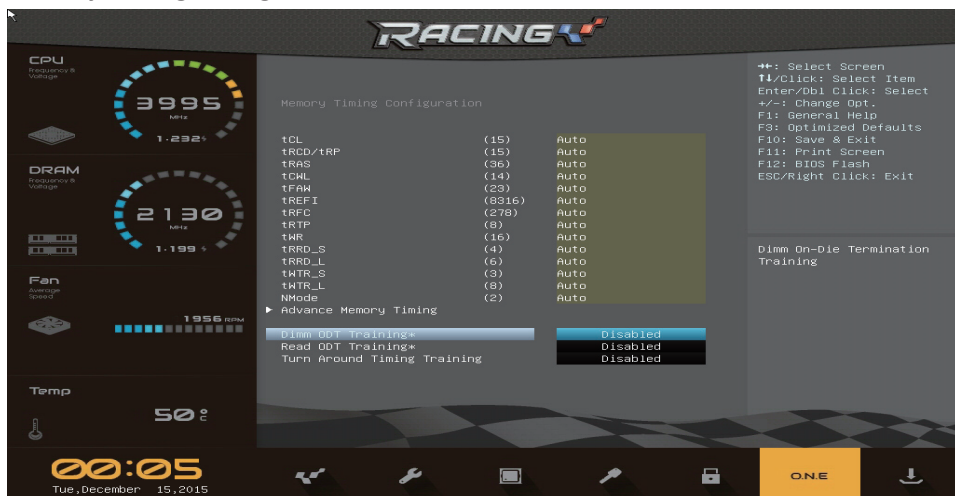 RACING
CPU
Frequency &
Voltage
3995
MHz
1.232
DRAM
Frequency &
Voltage
2130
MHz
1.199
Fan
Average
Speed
1956 RPM
Temp
50 °C
00:05
Tue,December 15,2015
Memory Timing Configuration
tCL (15) Auto
tRCD/tRP (15) Auto
tRAS (36) Auto
tCWL (14) Auto
tFAW (23) Auto
tREFI (8316) Auto
tRFC (278) Auto
tRTP (8) Auto
tWR (16) Auto
tRRD_S (4) Auto
tRRD_L (6) Auto
tWTR_S (3) Auto
tWTR_L (8) Auto
NMode (2) Auto
Advance Memory Timing
Dimm ODT Training* Disabled
Read ODT Training* Disabled
Turn Around Timing Training Disabled
→←: Select Screen
↑↓/Click: Select Item
Enter/Dbl Click: Select
+/-: Change Opt.
F1: General Help
F3: Optimized Defaults
F10: Save & Exit
F11: Print Screen
F12: BIOS Flash
ESC/Right Click: Exit
Dimm On-Die Termination
Training
O.N.E